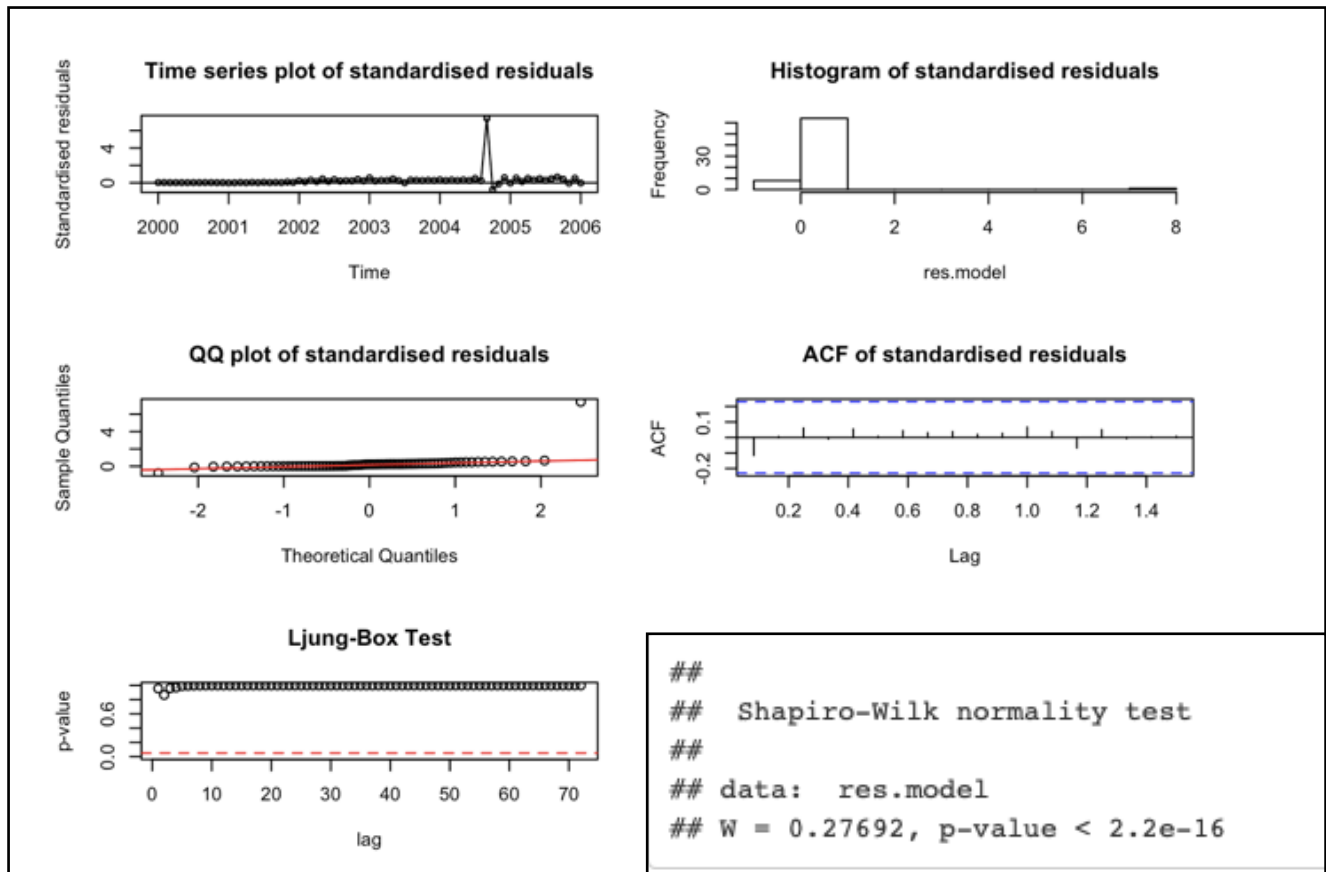 Time series plot of standardised residuals
Standardised residuals
4
0
2000 2001 2002 2003 2004 2005 2006
Time
Histogram of standardised residuals
Frequency
30
0
0 2 4 6 8
res.model
QQ plot of standardised residuals
Sample Quantiles
4
0
-2 -1 0 1 2
Theoretical Quantiles
ACF of standardised residuals
ACF
0.1
-0.2
0.2 0.4 0.6 0.8 1.0 1.2 1.4
Lag
Ljung-Box Test
p-value
0.6
0.0
0 10 20 30 40 50 60 70
lag
##
## Shapiro-Wilk normality test
##
## data: res.model
## W = 0.27692, p-value < 2.2e-16